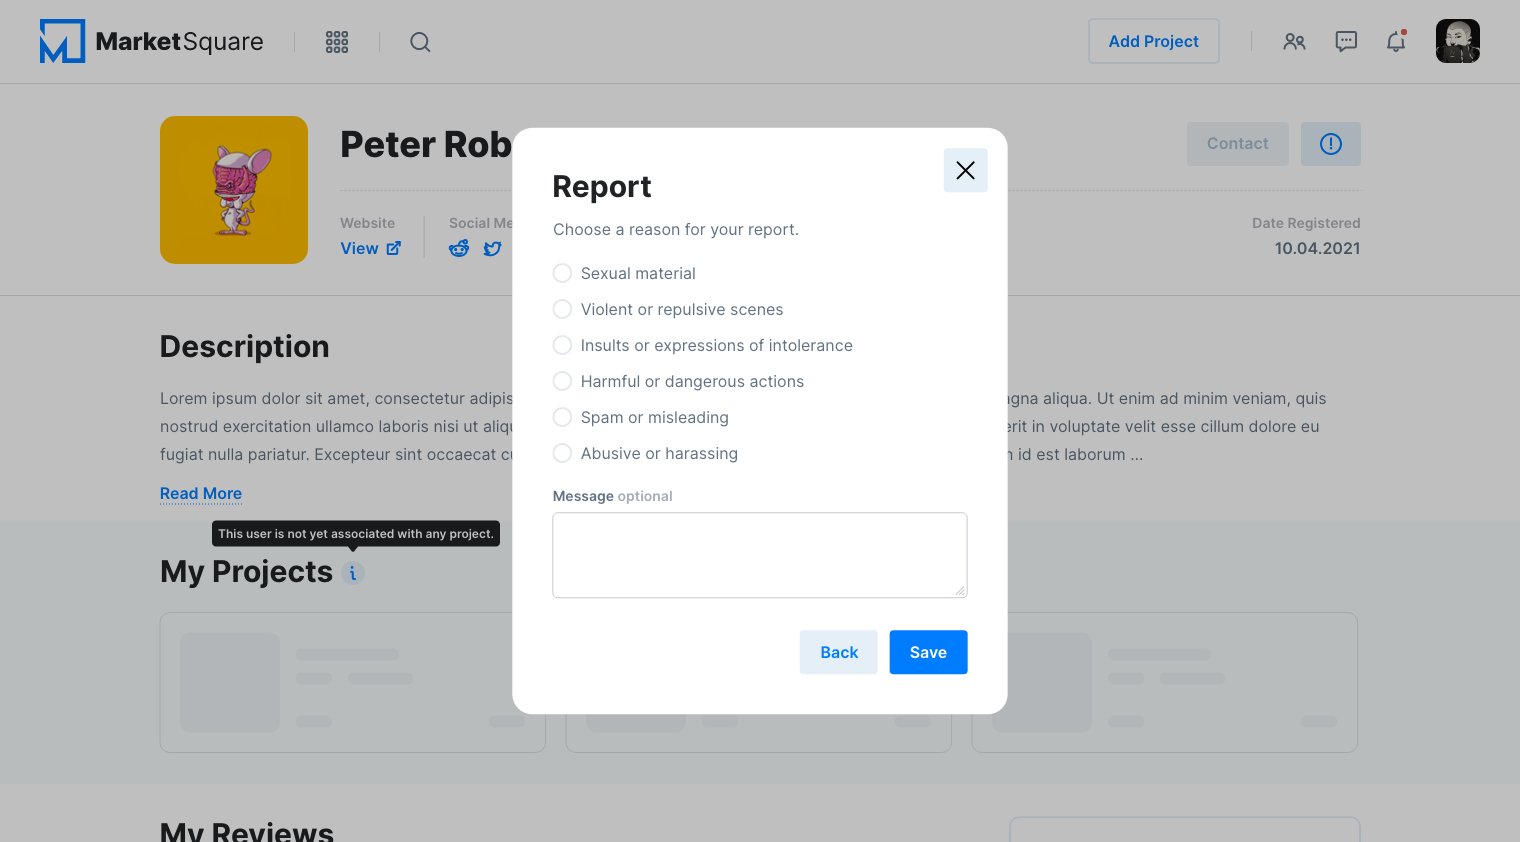 MarketSquare
Add Project
Peter Rob
Contact
Website
View
Social Me
Date Registered
10.04.2021
Description
Lorem ipsum dolor sit amet, consectetur adipis
gna aliqua. Ut enim ad minim veniam, quis
nostrud exercitation ullamco laboris nisi ut aliqu
erit in voluptate velit esse cillum dolore eu
fugiat nulla pariatur. Excepteur sint occaecat cu
id est laborum ...
Read More
This user is not yet associated with any project.
My Projects
My Reviews
Report
Choose a reason for your report.
Sexual material
Violent or repulsive scenes
Insults or expressions of intolerance
Harmful or dangerous actions
Spam or misleading
Abusive or harassing
Message optional
Back
Save